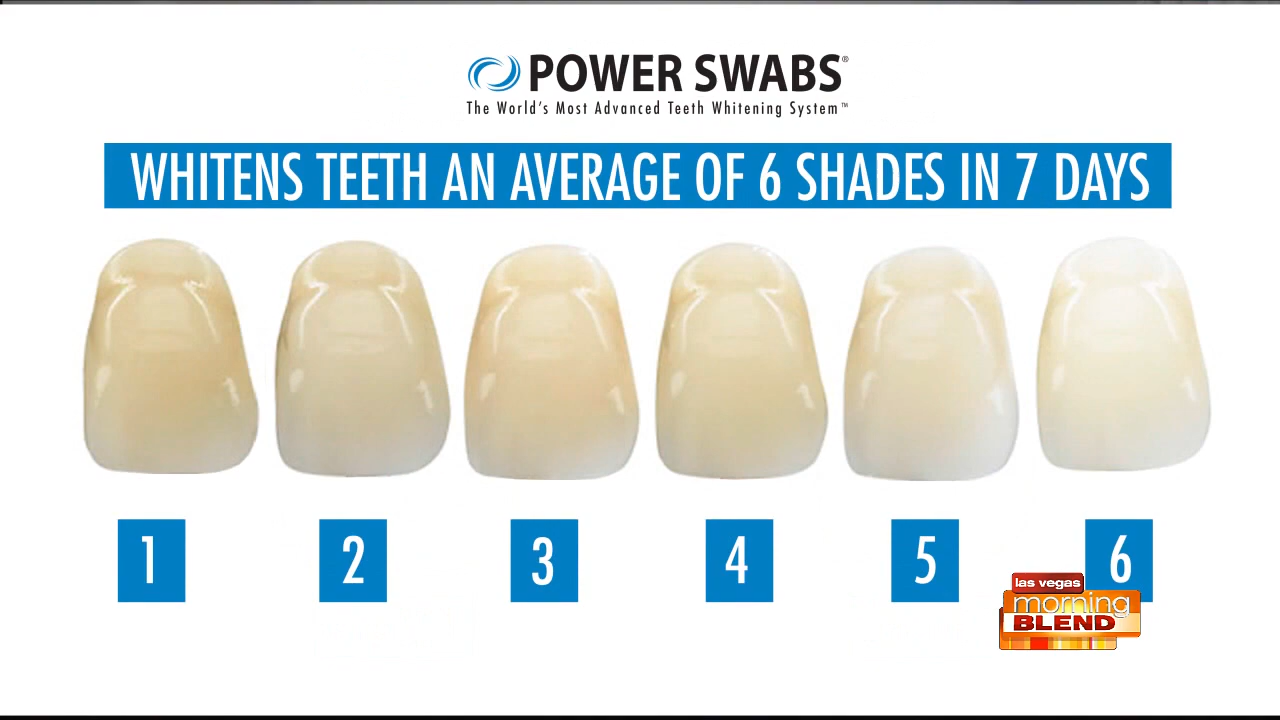 POWER SWABS®
The World's Most Advanced Teeth Whitening System™
WHITENS TEETH AN AVERAGE OF 6 SHADES IN 7 DAYS
1 2 3 4 5 6
las vegas
morning
BLEND